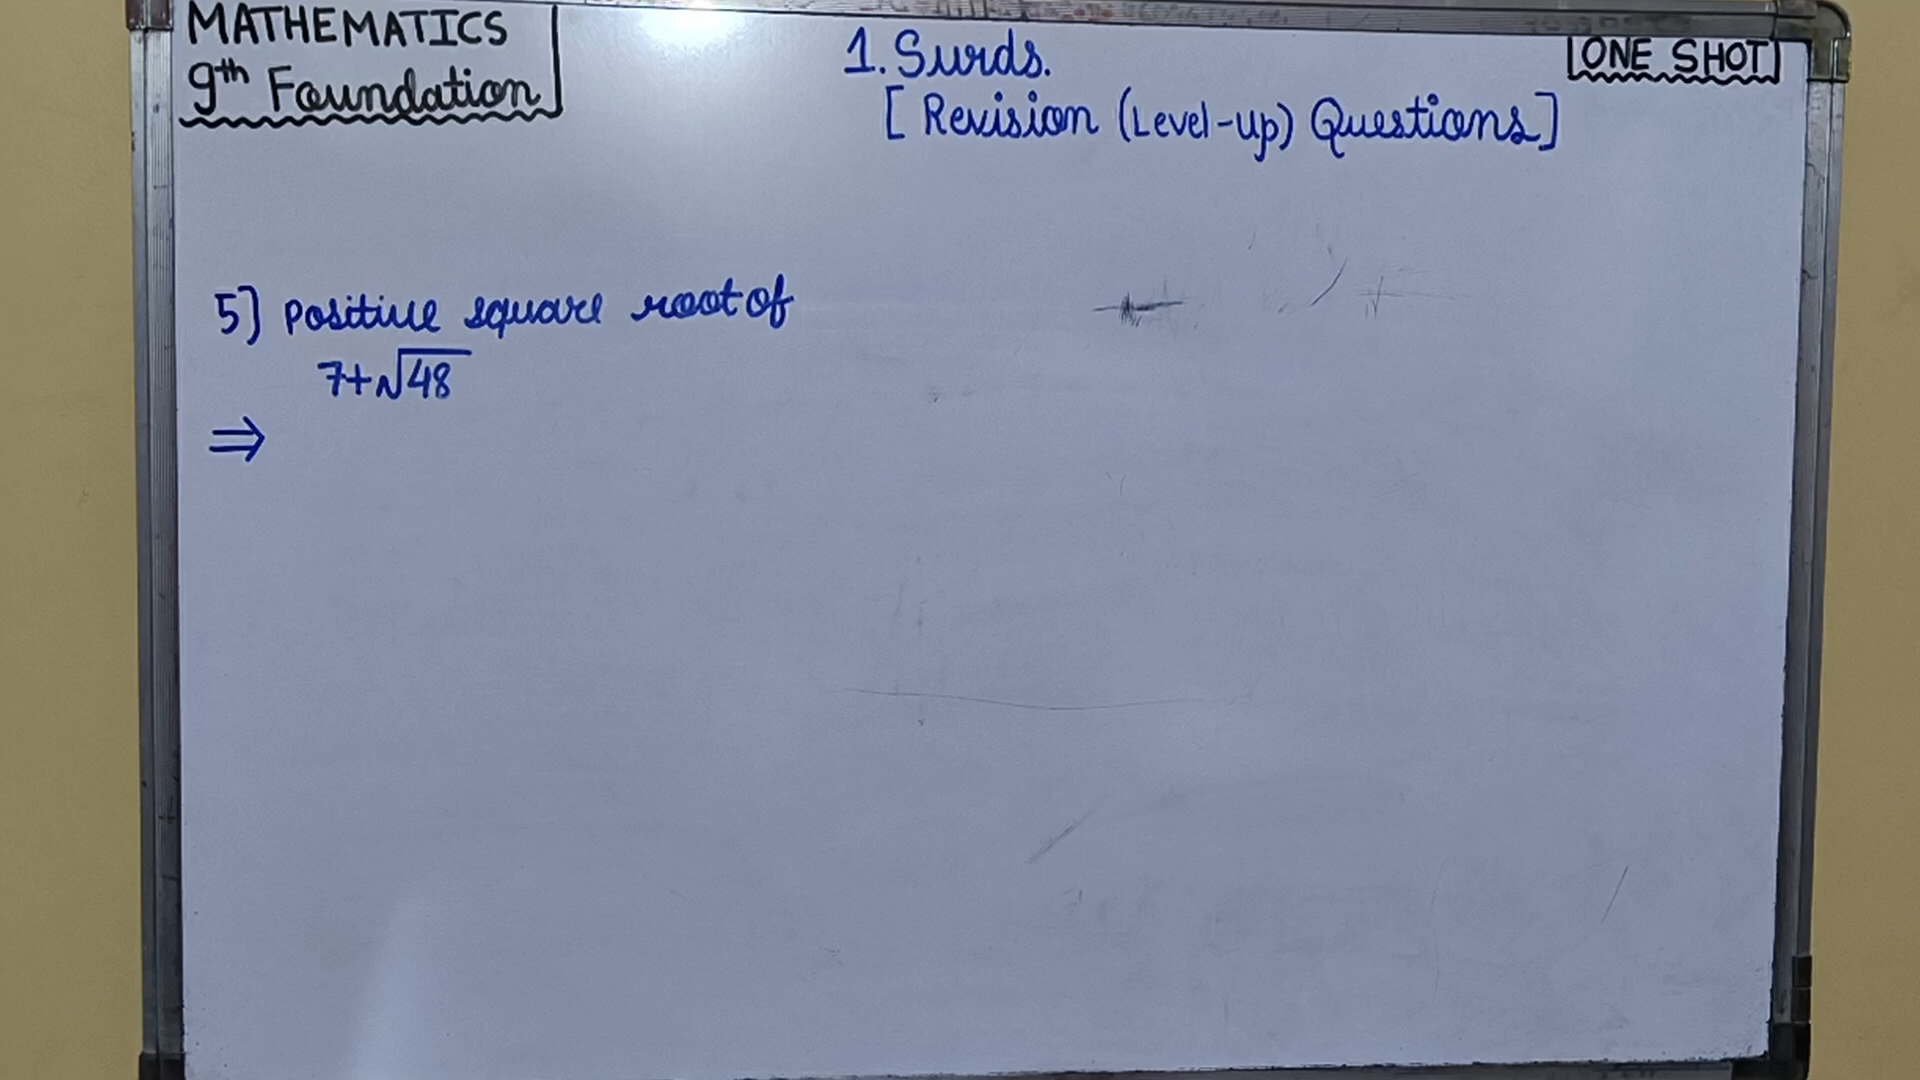 MATHEMATICS
9th Foundation
1. Surds.
[Revision (Level-up) Questions]
ONE SHOT
5] Positive square root of
7+√48
⇒